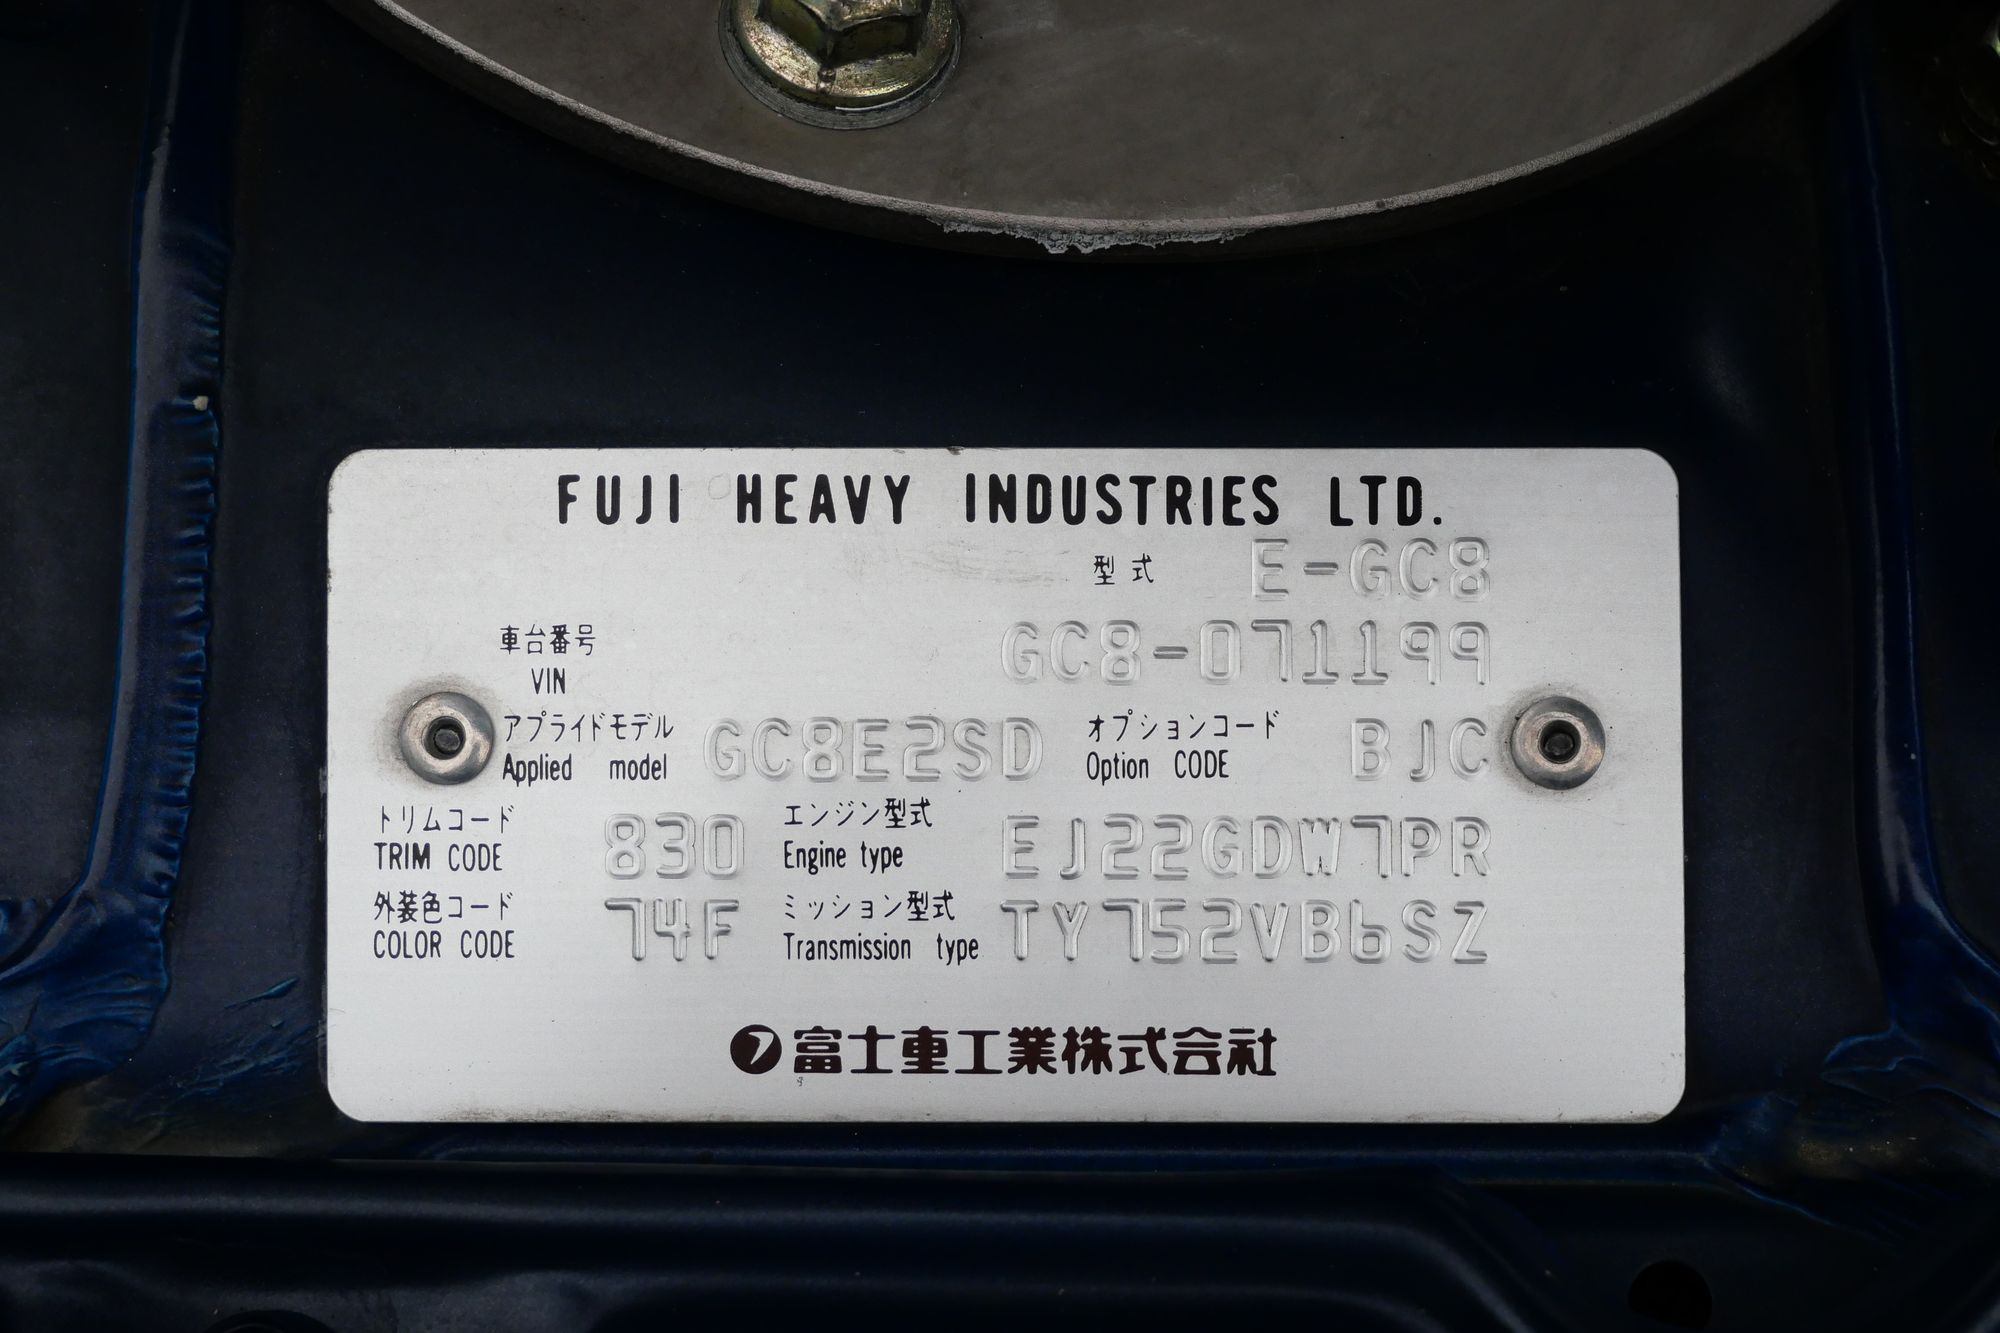 FUJI HEAVY INDUSTRIES LTD.
型式 E-GC8
車台番号
VIN GC8-071199
アプライドモデル
Applied model GC8E2SD
オプションコード
Option CODE BJC
トリムコード
TRIM CODE 830
エンジン型式
Engine type EJ22GDW7PR
外装色コード
COLOR CODE 74F
ミッション型式
Transmission type TY752VB6SZ
富士重工業株式会社